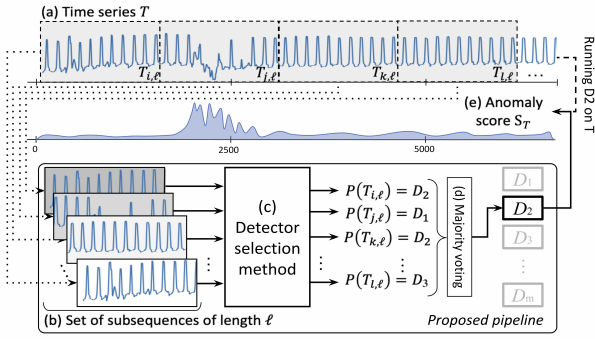 (a) Time series T
T_{i,ℓ} T_{j,ℓ} T_{k,ℓ} T_{l,ℓ} ...
Running D2 on T
(e) Anomaly
score S_T
0 2500 5000
(c)
Detector
selection
method
P(T_{i,ℓ}) = D_2
P(T_{j,ℓ}) = D_1
P(T_{k,ℓ}) = D_2
P(T_{l,ℓ}) = D_3
(d) Majority
voting
D_1
D_2
D_3
D_m
(b) Set of subsequences of length ℓ
Proposed pipeline